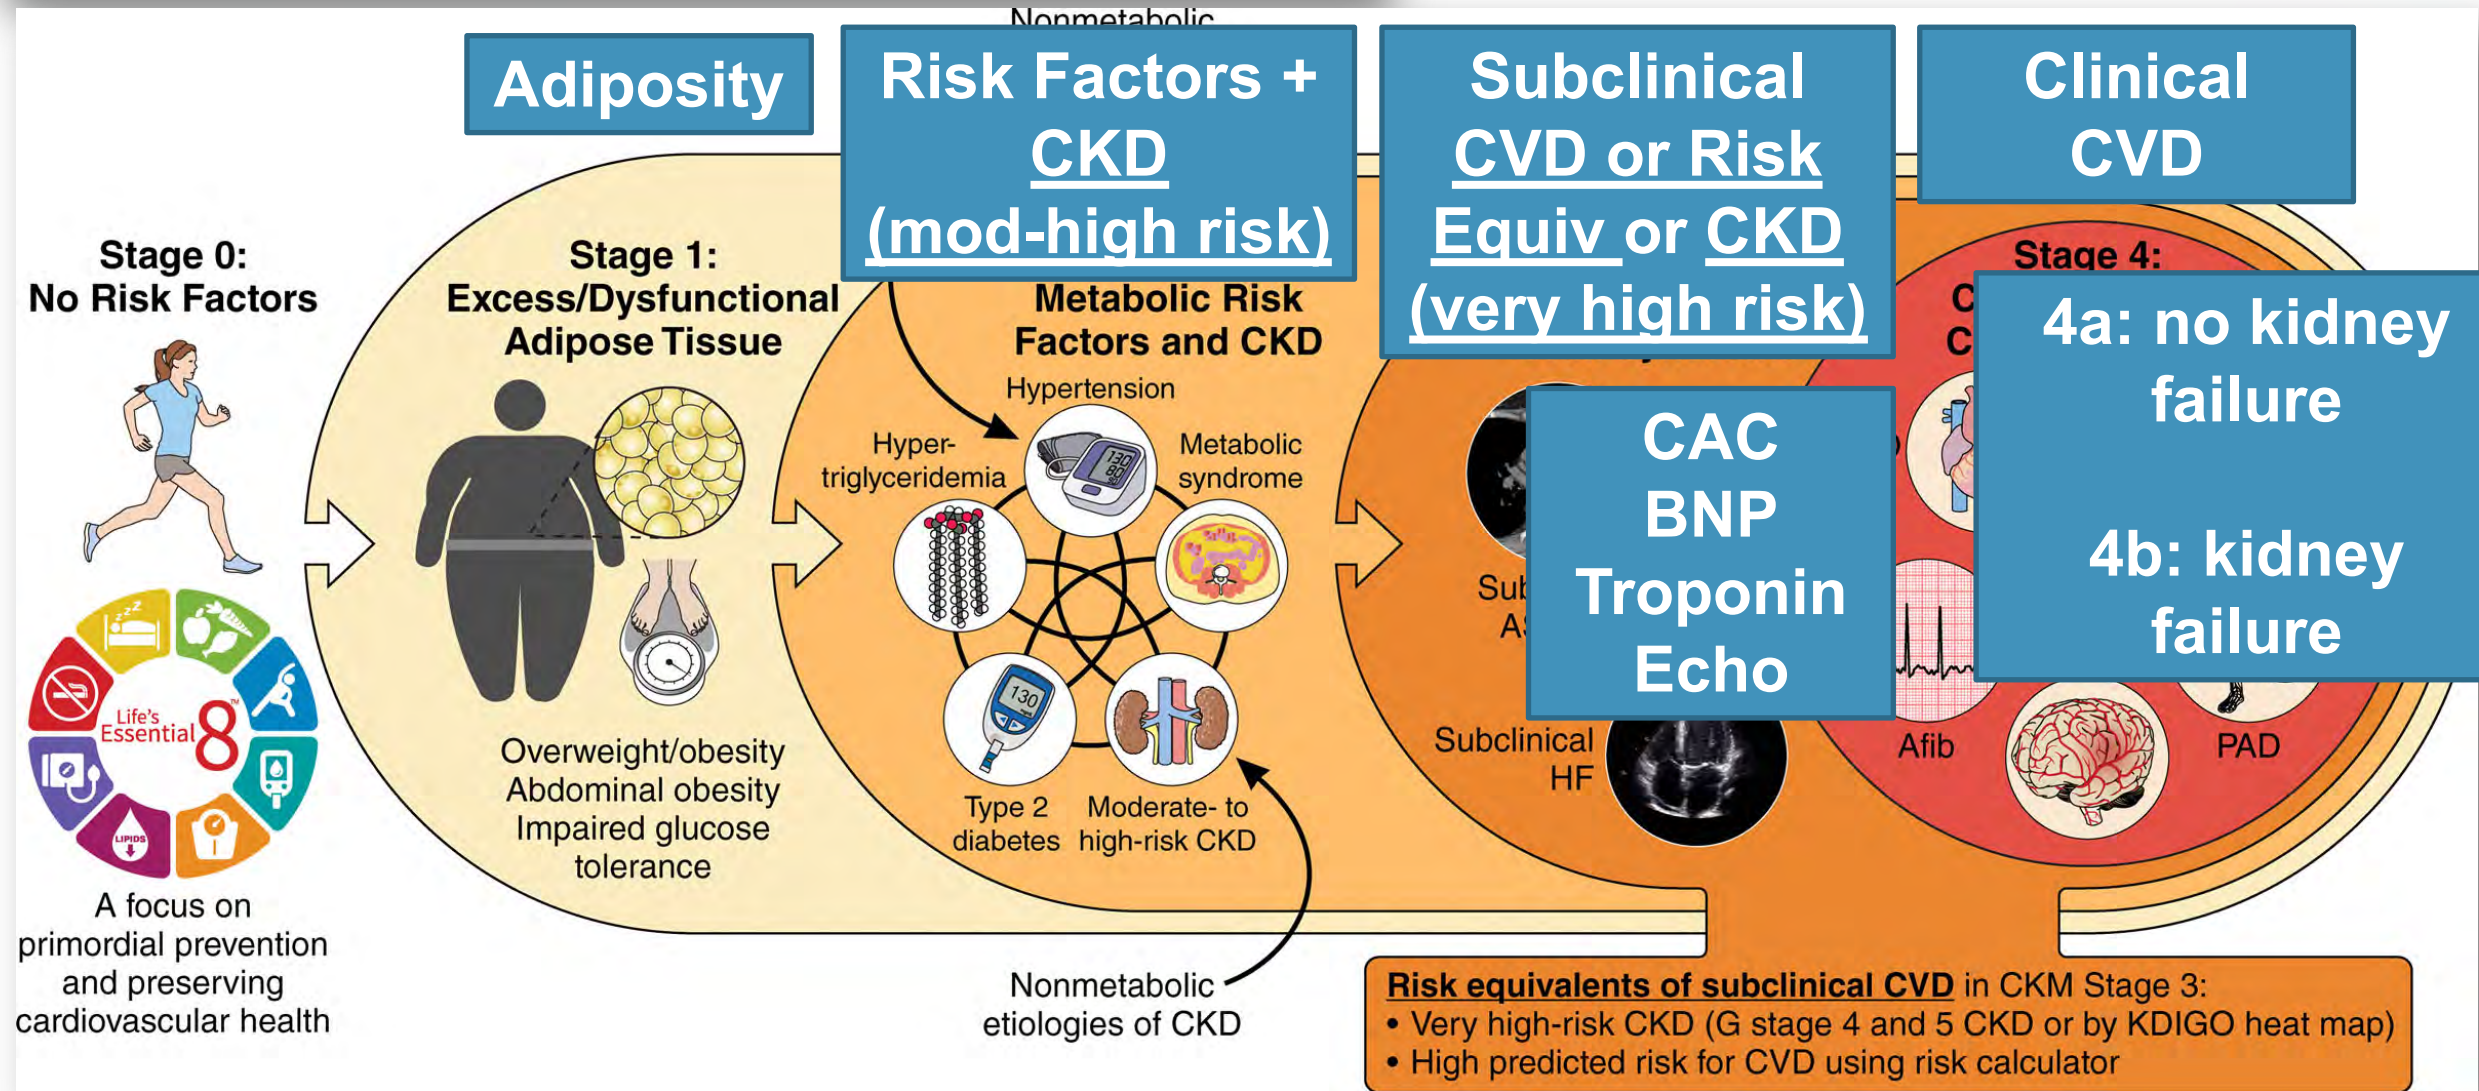 Nonmetabolic
Adiposity
Risk Factors +
CKD
(mod-high risk)
Subclinical
CVD or Risk
Equiv or CKD
(very high risk)
Clinical
CVD
Stage 0:
No Risk Factors
Life's
Essential 8™
LIPIDS
A focus on
primordial prevention
and preserving
cardiovascular health
Stage 1:
Excess/Dysfunctional
Adipose Tissue
Overweight/obesity
Abdominal obesity
Impaired glucose
tolerance
Metabolic Risk
Factors and CKD
Hypertension
130
80
Hyper-
triglyceridemia
Metabolic
syndrome
130
Type 2
diabetes
Moderate- to
high-risk CKD
Nonmetabolic
etiologies of CKD
CAC
BNP
Troponin
Echo
Subclinical
HF
Stage 4:
4a: no kidney
failure
4b: kidney
failure
Afib
PAD
Risk equivalents of subclinical CVD in CKM Stage 3:
• Very high-risk CKD (G stage 4 and 5 CKD or by KDIGO heat map)
• High predicted risk for CVD using risk calculator